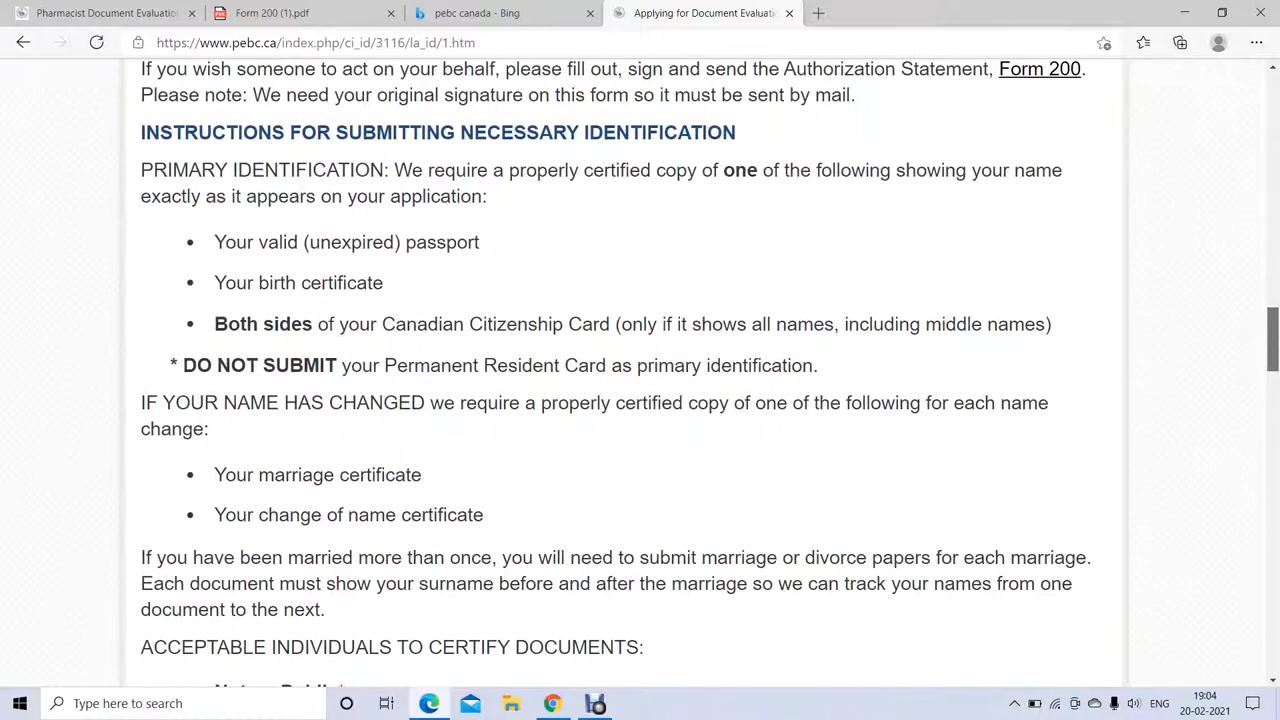 Pharmacist Document Evaluation
Form 200 (1).pdf
pebc canada - Bing
Applying for Document Evaluatio
https://www.pebc.ca/index.php/ci_id/3116/la_id/1.htm
If you wish someone to act on your behalf, please fill out, sign and send the Authorization Statement, Form 200.
Please note: We need your original signature on this form so it must be sent by mail.
INSTRUCTIONS FOR SUBMITTING NECESSARY IDENTIFICATION
PRIMARY IDENTIFICATION: We require a properly certified copy of one of the following showing your name
exactly as it appears on your application:
• Your valid (unexpired) passport
• Your birth certificate
• Both sides of your Canadian Citizenship Card (only if it shows all names, including middle names)
* DO NOT SUBMIT your Permanent Resident Card as primary identification.
IF YOUR NAME HAS CHANGED we require a properly certified copy of one of the following for each name
change:
• Your marriage certificate
• Your change of name certificate
If you have been married more than once, you will need to submit marriage or divorce papers for each marriage.
Each document must show your surname before and after the marriage so we can track your names from one
document to the next.
ACCEPTABLE INDIVIDUALS TO CERTIFY DOCUMENTS:
Type here to search
ENG
19:04
20-02-2021